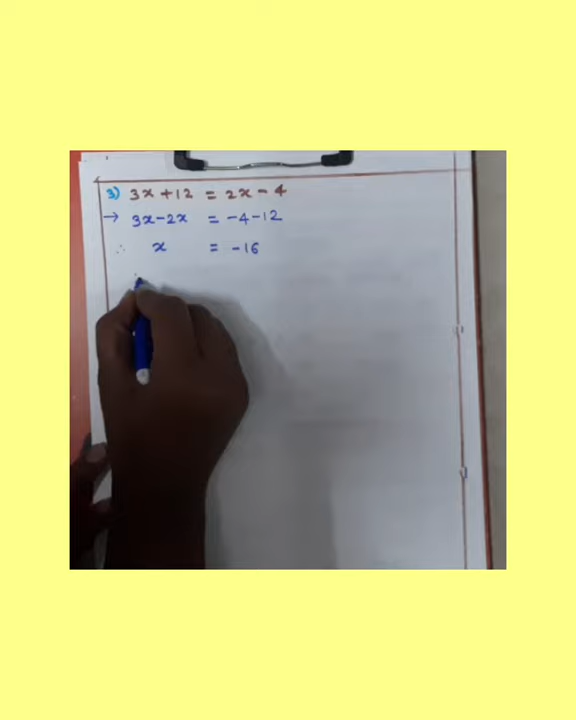 3) 3x + 12 = 2x - 4
→ 3x - 2x = -4 - 12
∴ x = -16